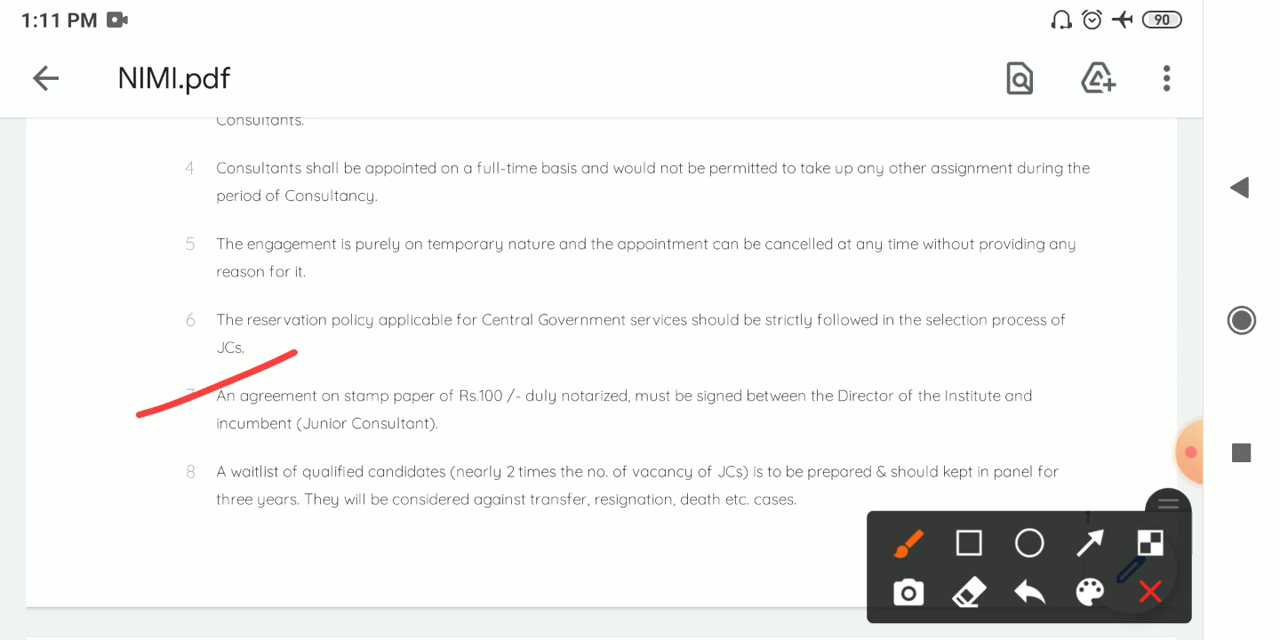 1:11 PM
90
NIMI.pdf
Consultants.
4 Consultants shall be appointed on a full-time basis and would not be permitted to take up any other assignment during the
period of Consultancy.
5 The engagement is purely on temporary nature and the appointment can be cancelled at any time without providing any
reason for it.
6 The reservation policy applicable for Central Government services should be strictly followed in the selection process of
JCs.
7 An agreement on stamp paper of Rs.100 /- duly notarized, must be signed between the Director of the Institute and
incumbent (Junior Consultant).
8 A waitlist of qualified candidates (nearly 2 times the no. of vacancy of JCs) is to be prepared & should kept in panel for
three years. They will be considered against transfer, resignation, death etc. cases.